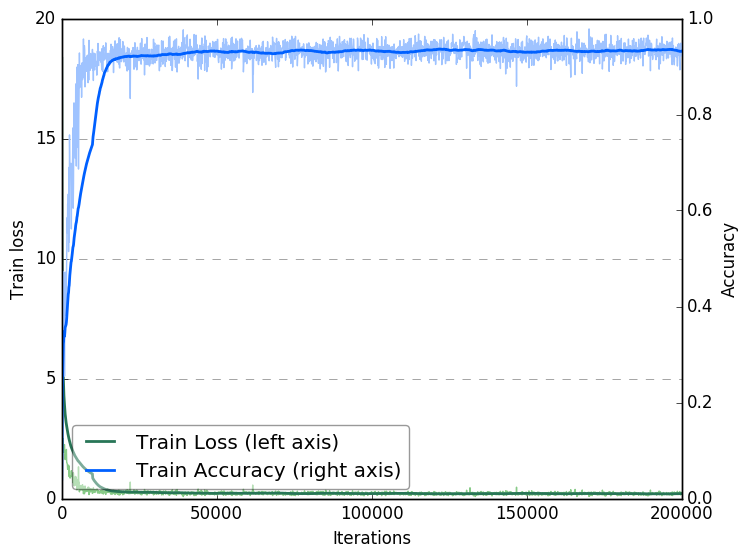 20
15
10
5
0
Train loss
1.0
0.8
0.6
0.4
0.2
0.0
Accuracy
Train Loss (left axis)
Train Accuracy (right axis)
0 50000 100000 150000 200000
Iterations